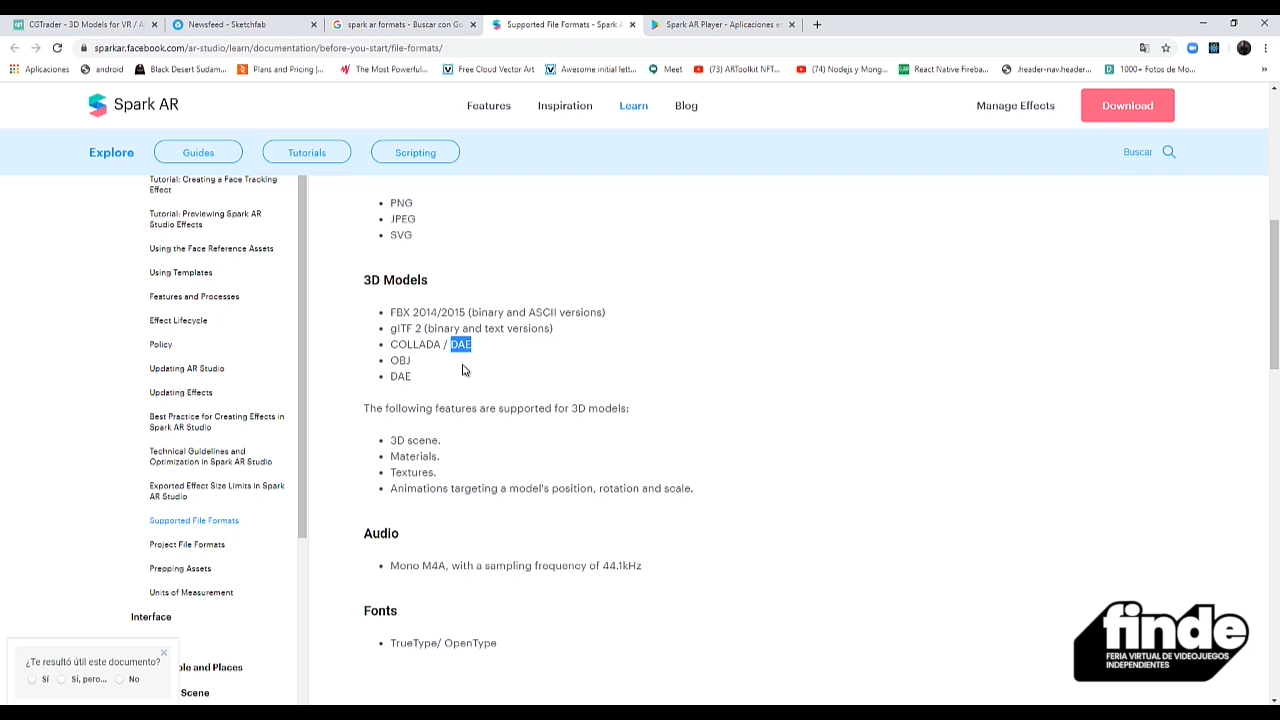 CGTrader - 3D Models for VR / A
Newsfeed - Sketchfab
spark ar formats - Buscar con Go
Supported File Formats - Spark A
Spark AR Player - Aplicaciones e
sparkar.facebook.com/ar-studio/learn/documentation/before-you-start/file-formats/
Aplicaciones
android
Black Desert Sudam...
Plans and Pricing |...
The Most Powerful...
Free Cloud Vector Art
Awesome initial lett...
Meet
(73) ARToolkit NFT...
(74) Nodejs y Mong...
React Native Fireba...
.header-nav.header...
1000+ Fotos de Mo...
Spark AR
Features
Inspiration
Learn
Blog
Manage Effects
Download
Explore
Guides
Tutorials
Scripting
Buscar
Tutorial: Creating a Face Tracking
Effect
Tutorial: Previewing Spark AR
Studio Effects
Using the Face Reference Assets
Using Templates
Features and Processes
Effect Lifecycle
Policy
Updating AR Studio
Updating Effects
Best Practice for Creating Effects in
Spark AR Studio
Technical Guidelines and
Optimization in Spark AR Studio
Exported Effect Size Limits in Spark
AR Studio
Supported File Formats
Project File Formats
Prepping Assets
Units of Measurement
Interface
ple and Places
Scene
¿Te resultó útil este documento?
Sí
Sí, pero...
No
PNG
JPEG
SVG
3D Models
FBX 2014/2015 (binary and ASCII versions)
glTF 2 (binary and text versions)
COLLADA / DAE
OBJ
DAE
The following features are supported for 3D models:
3D scene.
Materials.
Textures.
Animations targeting a model's position, rotation and scale.
Audio
Mono M4A, with a sampling frequency of 44.1kHz
Fonts
TrueType/ OpenType
finde
FERIA VIRTUAL DE VIDEOJUEGOS
INDEPENDIENTES